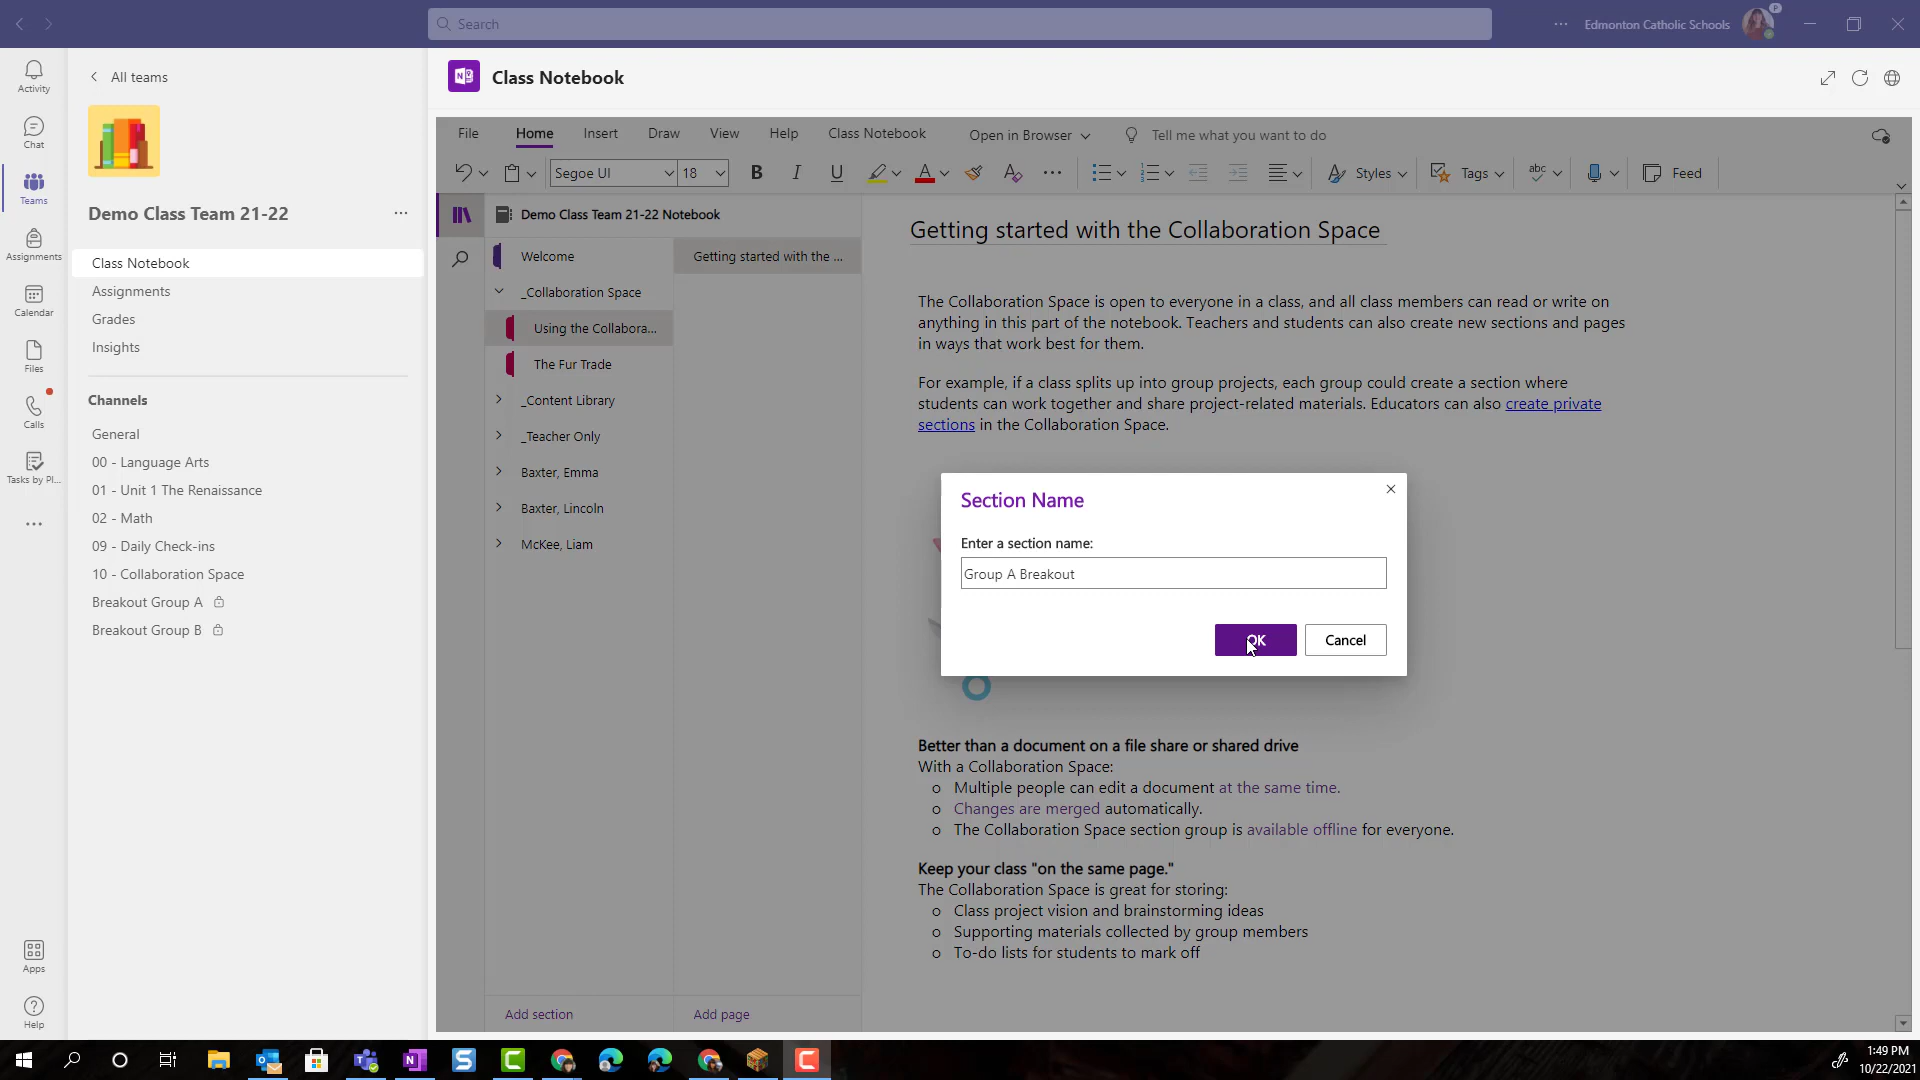 Search
Edmonton Catholic Schools
P
Activity
Chat
Teams
Assignments
Calendar
Files
Calls
Tasks by Pl...
Apps
Help
All teams
Demo Class Team 21-22
Class Notebook
Assignments
Grades
Insights
Channels
General
00 - Language Arts
01 - Unit 1 The Renaissance
02 - Math
09 - Daily Check-ins
10 - Collaboration Space
Breakout Group A
Breakout Group B
N
Class Notebook
File Home Insert Draw View Help Class Notebook Open in Browser Tell me what you want to do
Segoe UI 18 B I U A A abc Styles Tags Feed
Demo Class Team 21-22 Notebook
Welcome
_Collaboration Space
Using the Collabora...
The Fur Trade
_Content Library
_Teacher Only
Baxter, Emma
Baxter, Lincoln
McKee, Liam
Add section
Getting started with the ...
Add page
Getting started with the Collaboration Space
The Collaboration Space is open to everyone in a class, and all class members can read or write on
anything in this part of the notebook. Teachers and students can also create new sections and pages
in ways that work best for them.
For example, if a class splits up into group projects, each group could create a section where
students can work together and share project-related materials. Educators can also create private
sections in the Collaboration Space.
Section Name
Enter a section name:
Group A Breakout
OK
Cancel
Better than a document on a file share or shared drive
With a Collaboration Space:
o Multiple people can edit a document at the same time.
o Changes are merged automatically.
o The Collaboration Space section group is available offline for everyone.
Keep your class "on the same page."
The Collaboration Space is great for storing:
o Class project vision and brainstorming ideas
o Supporting materials collected by group members
o To-do lists for students to mark off
1:49 PM
10/22/2021